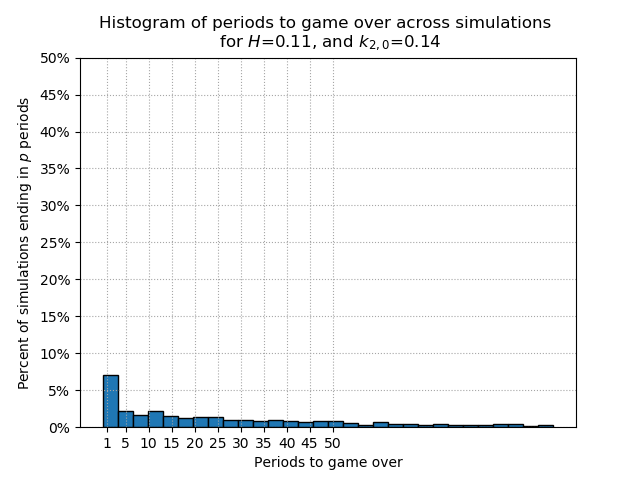 Histogram of periods to game over across simulations
for H=0.11, and k₂,₀=0.14
50%
45%
40%
35%
30%
25%
20%
15%
10%
5%
0%
Percent of simulations ending in p periods
1 5 10 15 20 25 30 35 40 45 50
Periods to game over